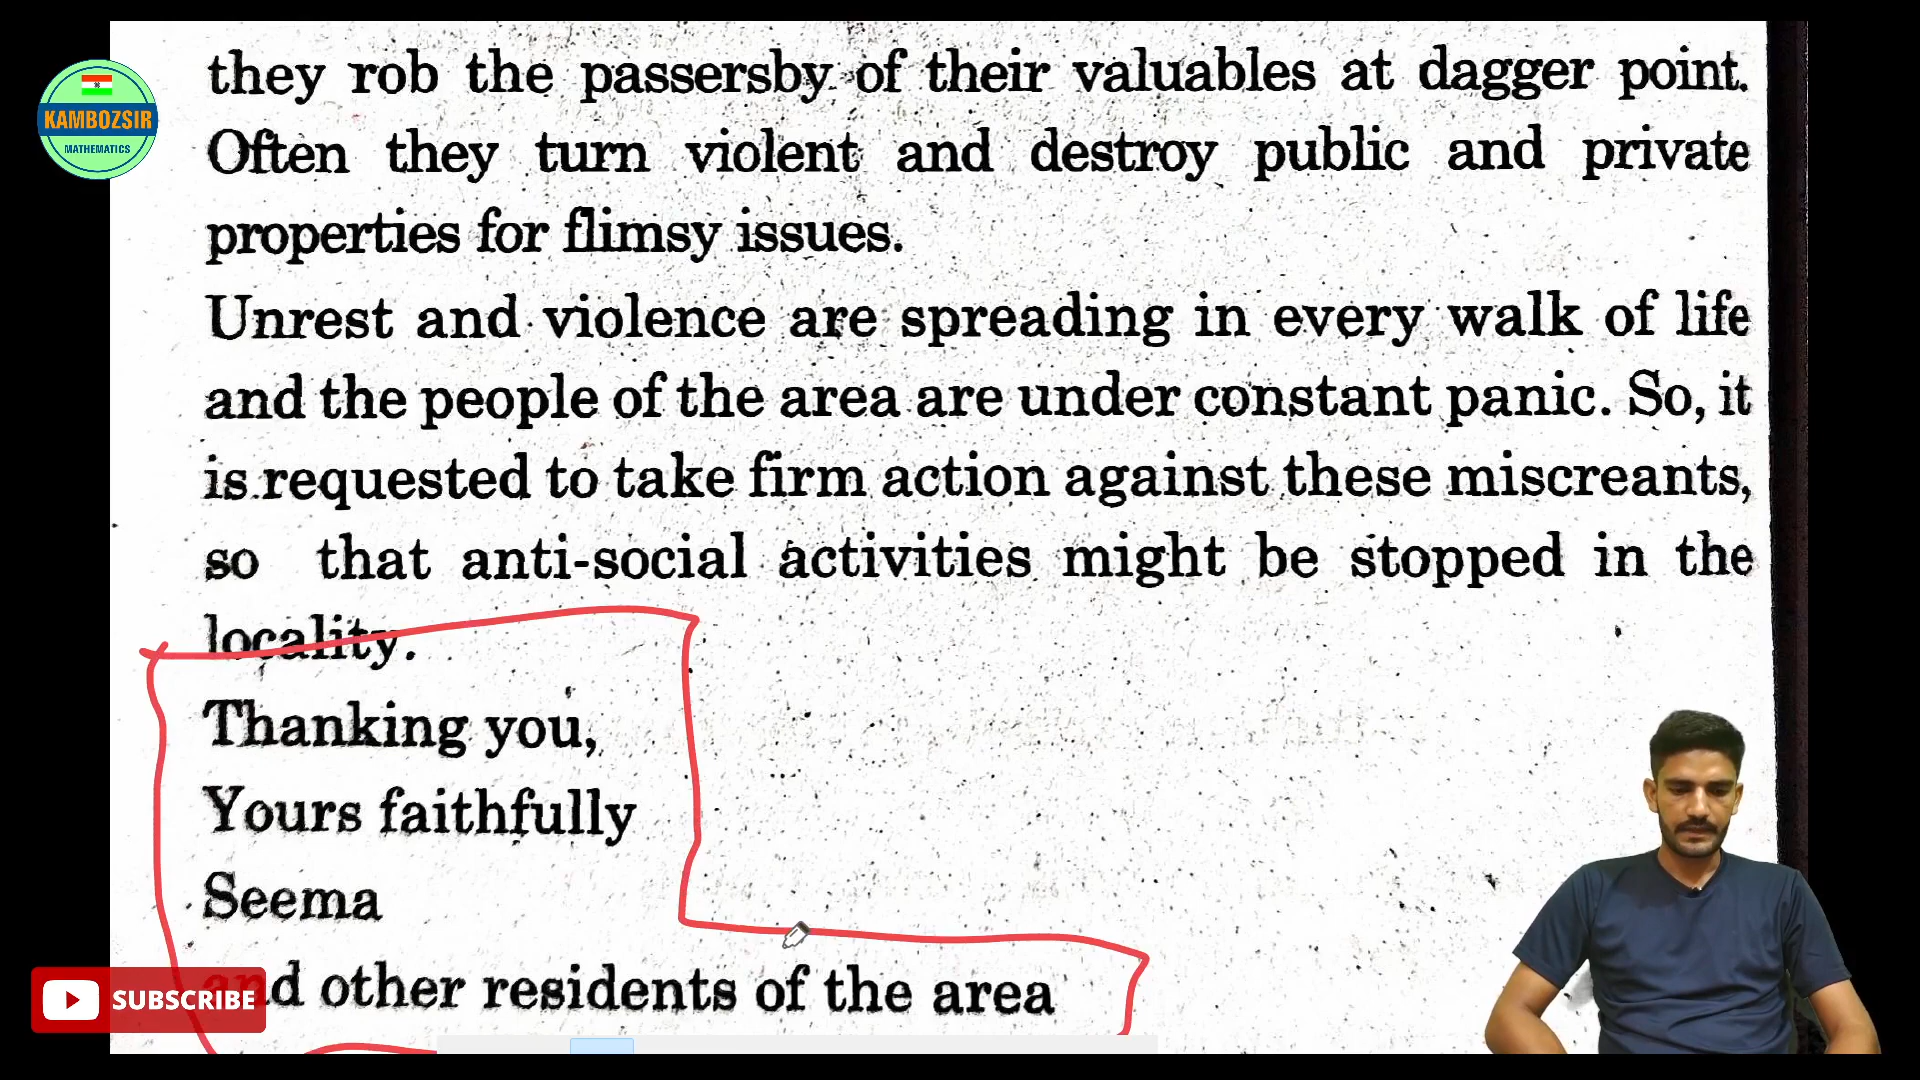 they rob the passersby of their valuables at dagger point.
Often they turn violent and destroy public and private
properties for flimsy issues.
Unrest and violence are spreading in every walk of life
and the people of the area are under constant panic. So, it
is requested to take firm action against these miscreants,
so that anti-social activities might be stopped in the
locality.
Thanking you,
Yours faithfully
Seema
and other residents of the area
KAMBOZSIR
MATHEMATICS
SUBSCRIBE